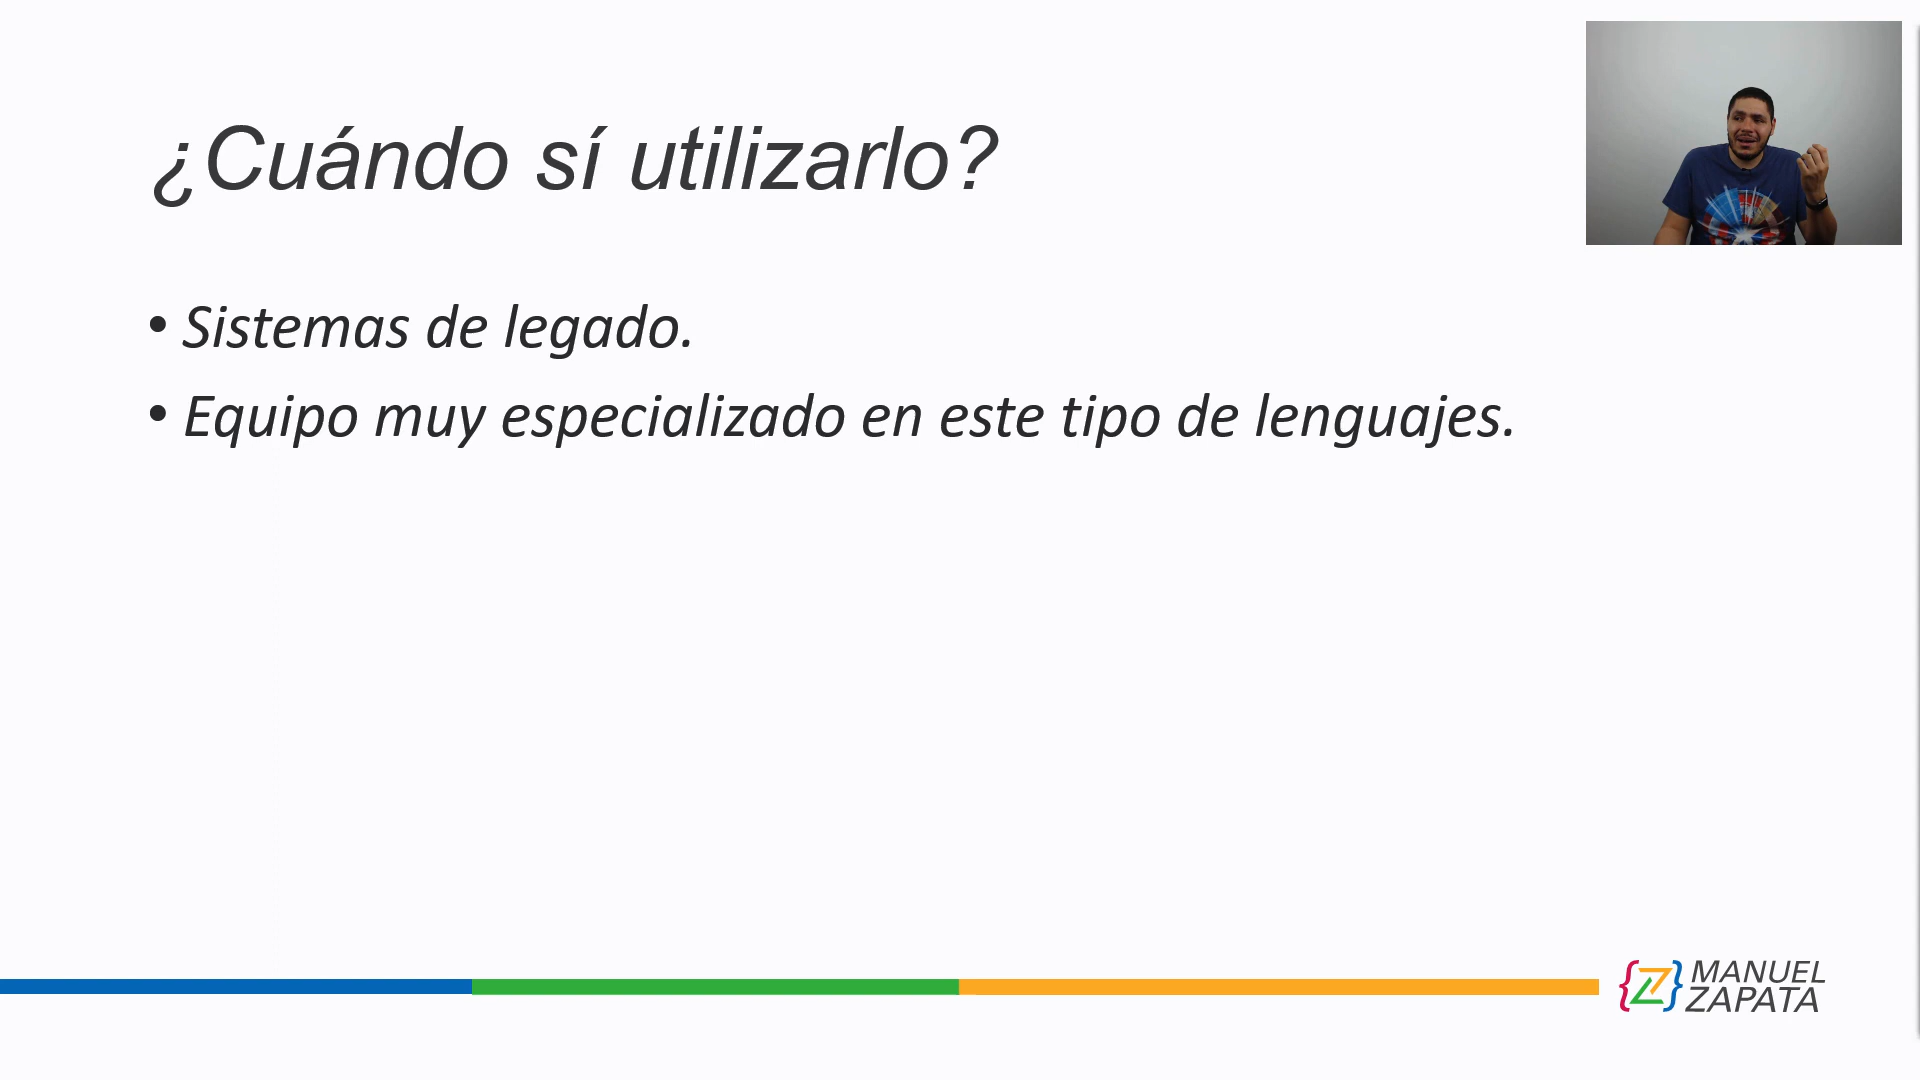 ¿Cuándo sí utilizarlo?
• Sistemas de legado.
• Equipo muy especializado en este tipo de lenguajes.
{Z} MANUEL
ZAPATA